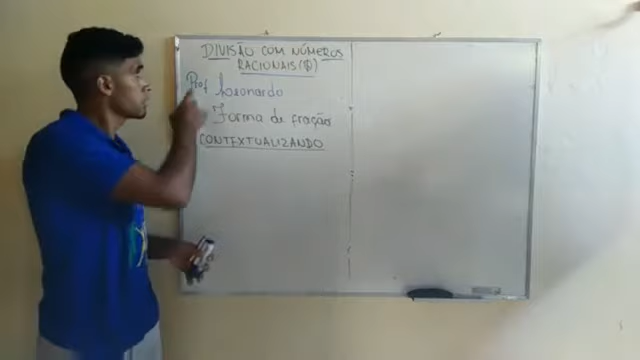 DIVISÃO COM NÚMEROS
RACIONAIS (Q)
Prof Leonardo
Forma de fração
CONTEXTUALIZANDO